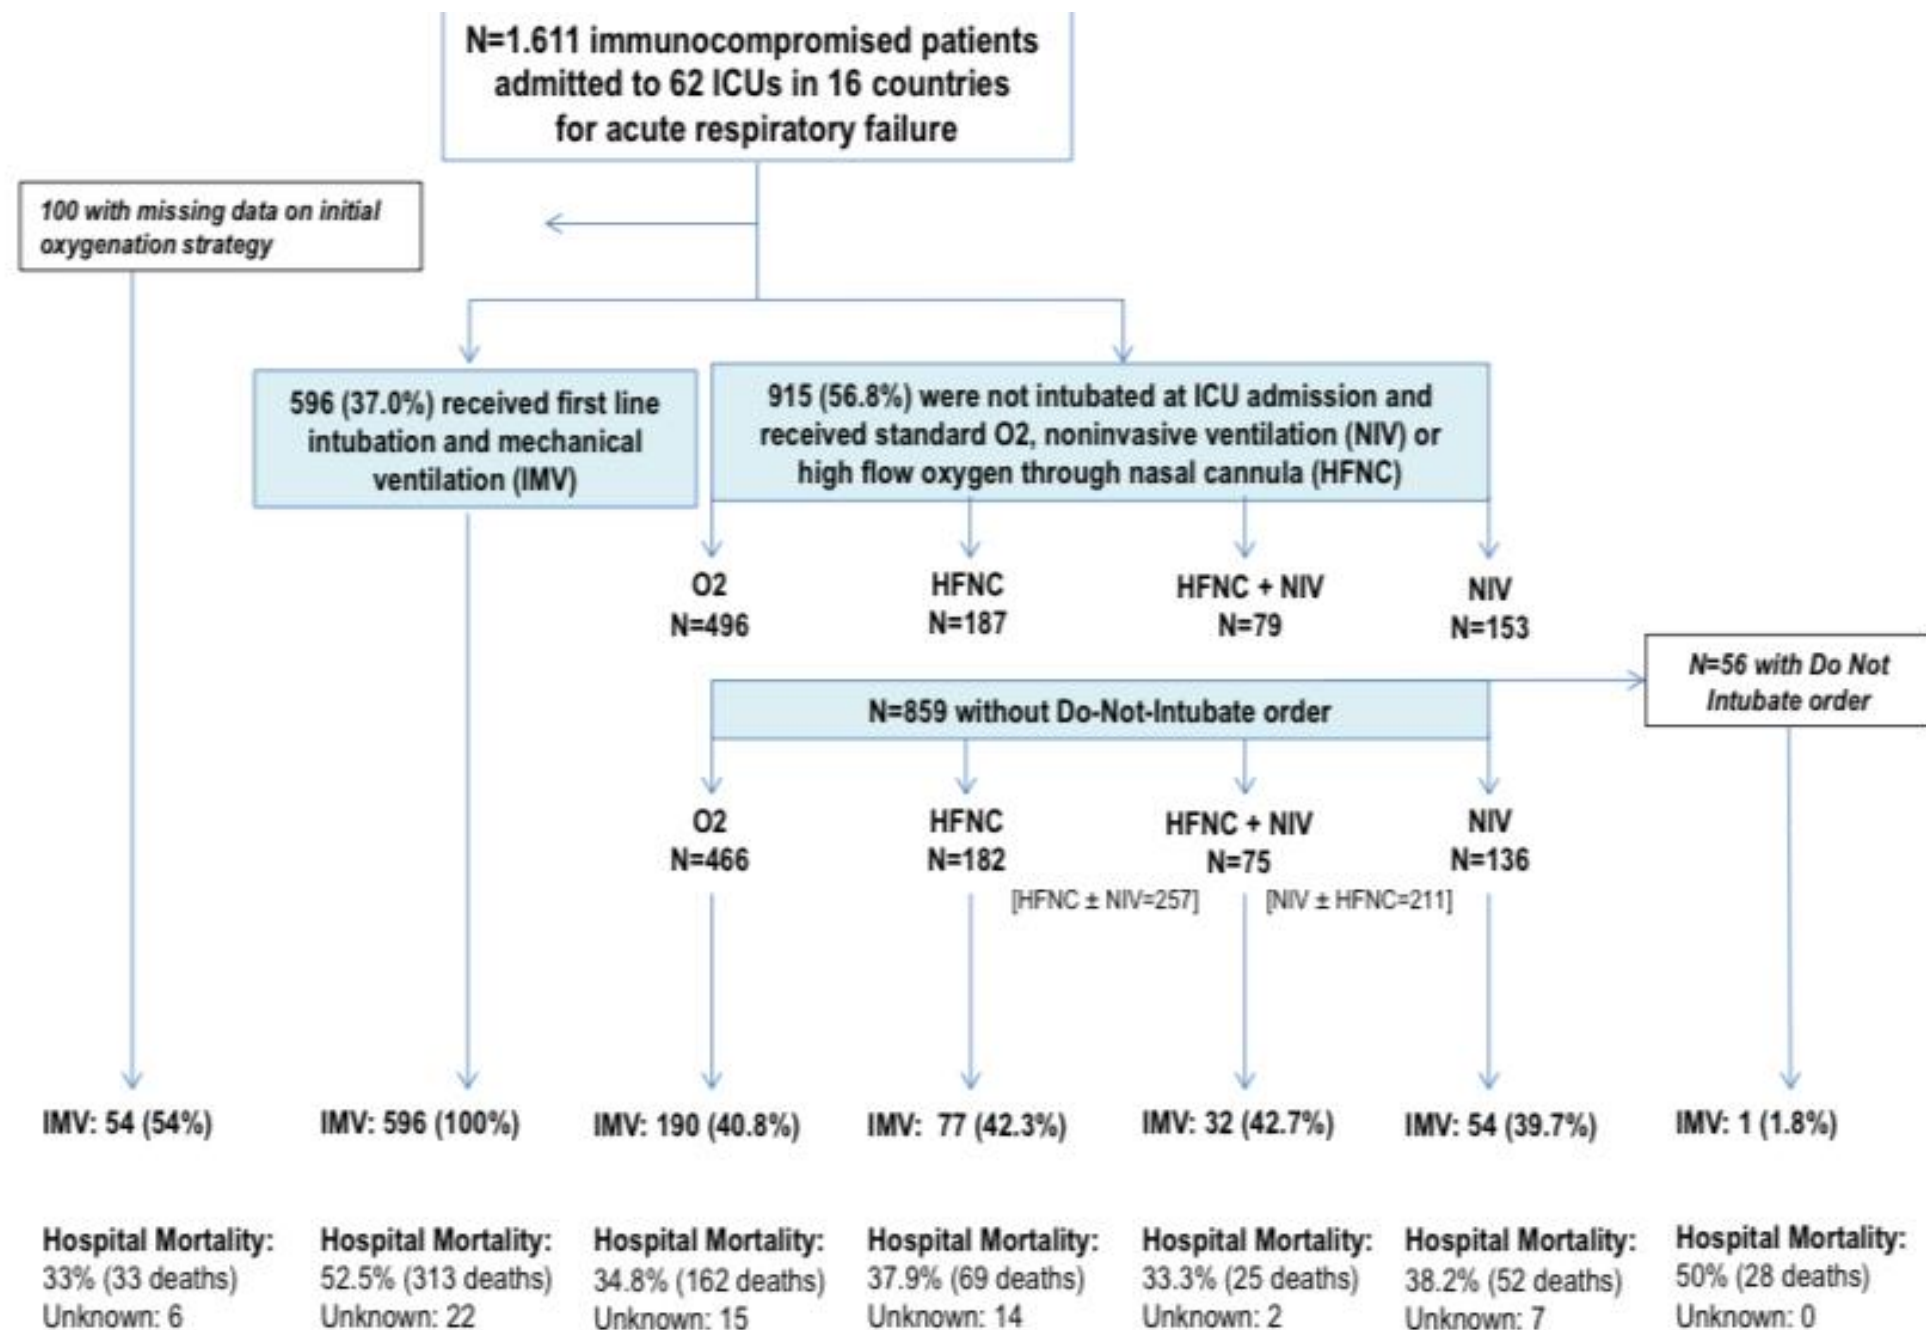 N=1.611 immunocompromised patients
admitted to 62 ICUs in 16 countries
for acute respiratory failure
100 with missing data on initial
oxygenation strategy
596 (37.0%) received first line
intubation and mechanical
ventilation (IMV)
915 (56.8%) were not intubated at ICU admission and
received standard O2, noninvasive ventilation (NIV) or
high flow oxygen through nasal cannula (HFNC)
O2
N=496
HFNC
N=187
HFNC + NIV
N=79
NIV
N=153
N=56 with Do Not
Intubate order
N=859 without Do-Not-Intubate order
O2
N=466
HFNC
N=182
HFNC + NIV
N=75
NIV
N=136
[HFNC ± NIV=257]
[NIV ± HFNC=211]
IMV: 54 (54%)
IMV: 596 (100%)
IMV: 190 (40.8%)
IMV: 77 (42.3%)
IMV: 32 (42.7%)
IMV: 54 (39.7%)
IMV: 1 (1.8%)
Hospital Mortality:
33% (33 deaths)
Unknown: 6
Hospital Mortality:
52.5% (313 deaths)
Unknown: 22
Hospital Mortality:
34.8% (162 deaths)
Unknown: 15
Hospital Mortality:
37.9% (69 deaths)
Unknown: 14
Hospital Mortality:
33.3% (25 deaths)
Unknown: 2
Hospital Mortality:
38.2% (52 deaths)
Unknown: 7
Hospital Mortality:
50% (28 deaths)
Unknown: 0